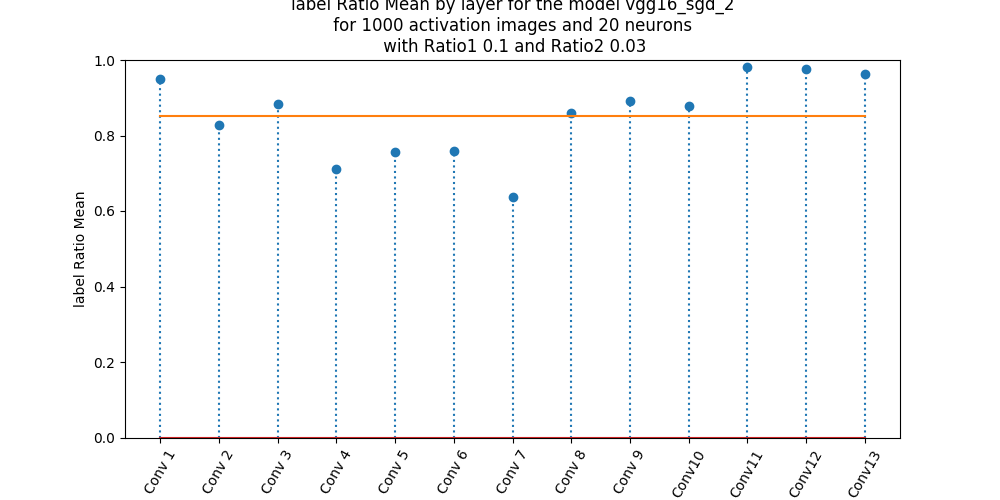 label Ratio Mean by layer for the model vgg16_sgd_2
for 1000 activation images and 20 neurons
with Ratio1 0.1 and Ratio2 0.03
1.0
0.8
0.6
0.4
0.2
0.0
label Ratio Mean
Conv 1
Conv 2
Conv 3
Conv 4
Conv 5
Conv 6
Conv 7
Conv 8
Conv 9
Conv10
Conv11
Conv12
Conv13